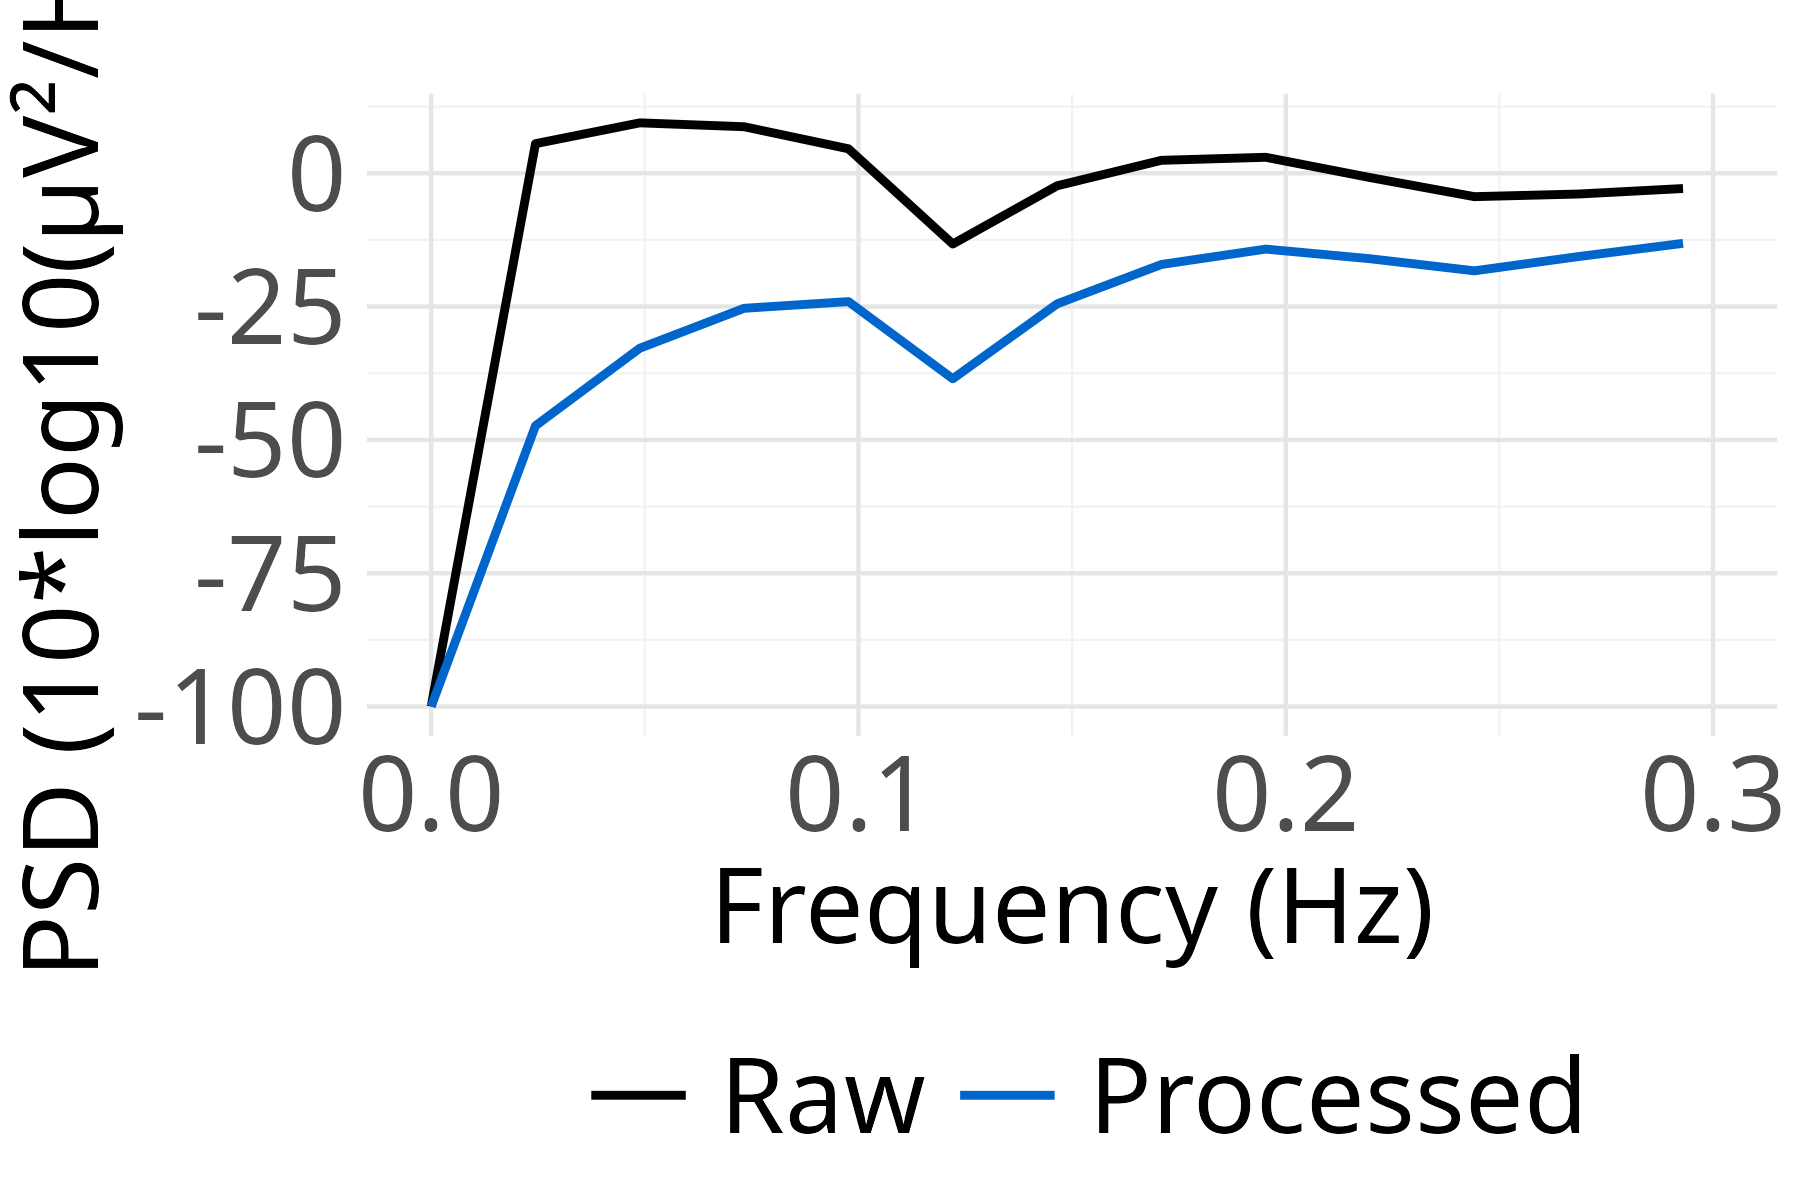 PSD (10*log10(µV²/H
0
-25
-50
-75
-100
0.0 0.1 0.2 0.3
Frequency (Hz)
Raw Processed